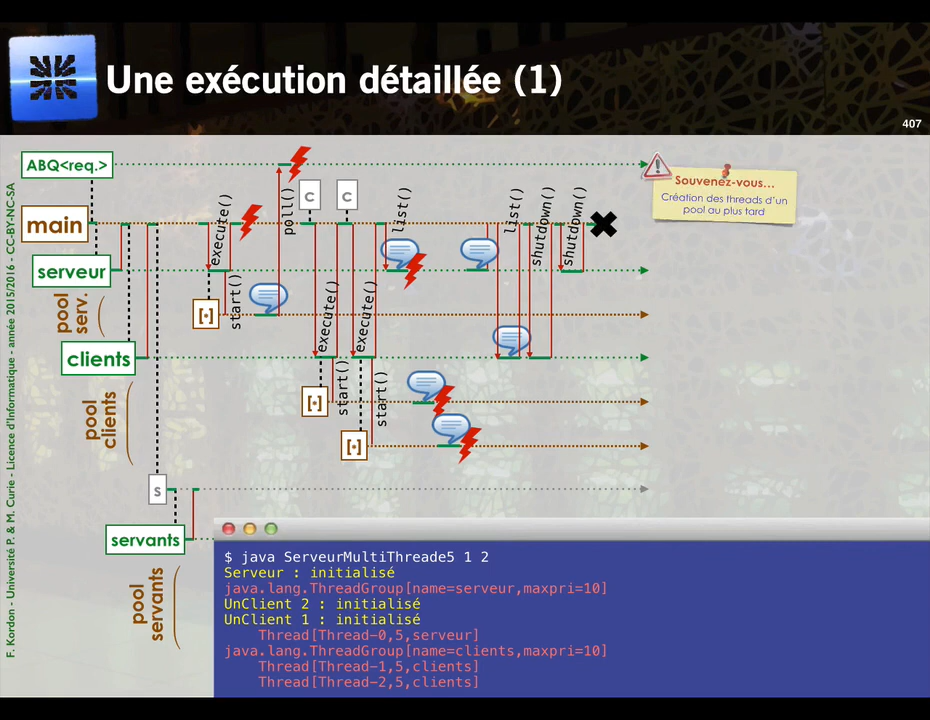 Une exécution détaillée (1)
407
ABQ<req.>
main
serveur
pool
serv.
clients
pool
clients
s
servants
pool
servants
execute()
start()
poll()
c
c
list()
execute()
execute()
start()
start()
list()
shutdown()
shutdown()
[•]
[•]
[•]
Souvenez-vous...
Création des threads d'un
pool au plus tard
F. Kordon - Université P. & M. Curie - Licence d'Informatique - année 2015/2016 - CC-BY-NC-SA
$ java ServeurMultiThreade5 1 2
Serveur : initialisé
java.lang.ThreadGroup[name=serveur,maxpri=10]
UnClient 2 : initialisé
UnClient 1 : initialisé
Thread[Thread-0,5,serveur]
java.lang.ThreadGroup[name=clients,maxpri=10]
Thread[Thread-1,5,clients]
Thread[Thread-2,5,clients]